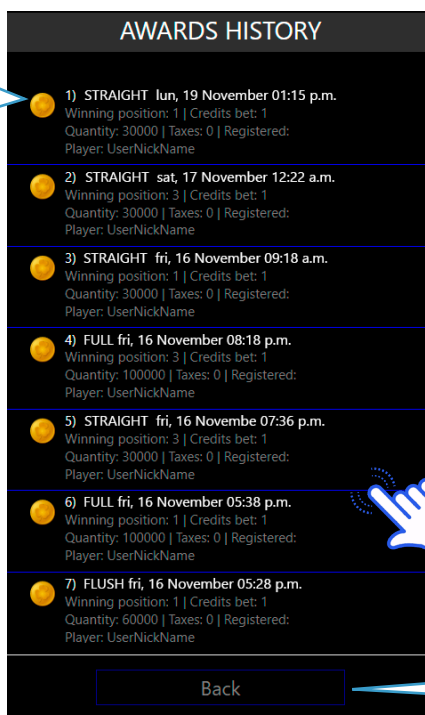 AWARDS HISTORY
1) STRAIGHT lun, 19 November 01:15 p.m.
Winning position: 1 | Credits bet: 1
Quantity: 30000 | Taxes: 0 | Registered:
Player: UserNickName
2) STRAIGHT sat, 17 November 12:22 a.m.
Winning position: 3 | Credits bet: 1
Quantity: 30000 | Taxes: 0 | Registered:
Player: UserNickName
3) STRAIGHT fri, 16 November 09:18 a.m.
Winning position: 1 | Credits bet: 1
Quantity: 30000 | Taxes: 0 | Registered:
Player: UserNickName
4) FULL fri, 16 November 08:18 p.m.
Winning position: 3 | Credits bet: 1
Quantity: 100000 | Taxes: 0 | Registered:
Player: UserNickName
5) STRAIGHT fri, 16 Novembe 07:36 p.m.
Winning position: 3 | Credits bet: 1
Quantity: 30000 | Taxes: 0 | Registered:
Player: UserNickName
6) FULL fri, 16 November 05:38 p.m.
Winning position: 1 | Credits bet: 1
Quantity: 100000 | Taxes: 0 | Registered:
Player: UserNickName
7) FLUSH fri, 16 November 05:28 p.m.
Winning position: 1 | Credits bet: 1
Quantity: 60000 | Taxes: 0 | Registered:
Player: UserNickName
Back